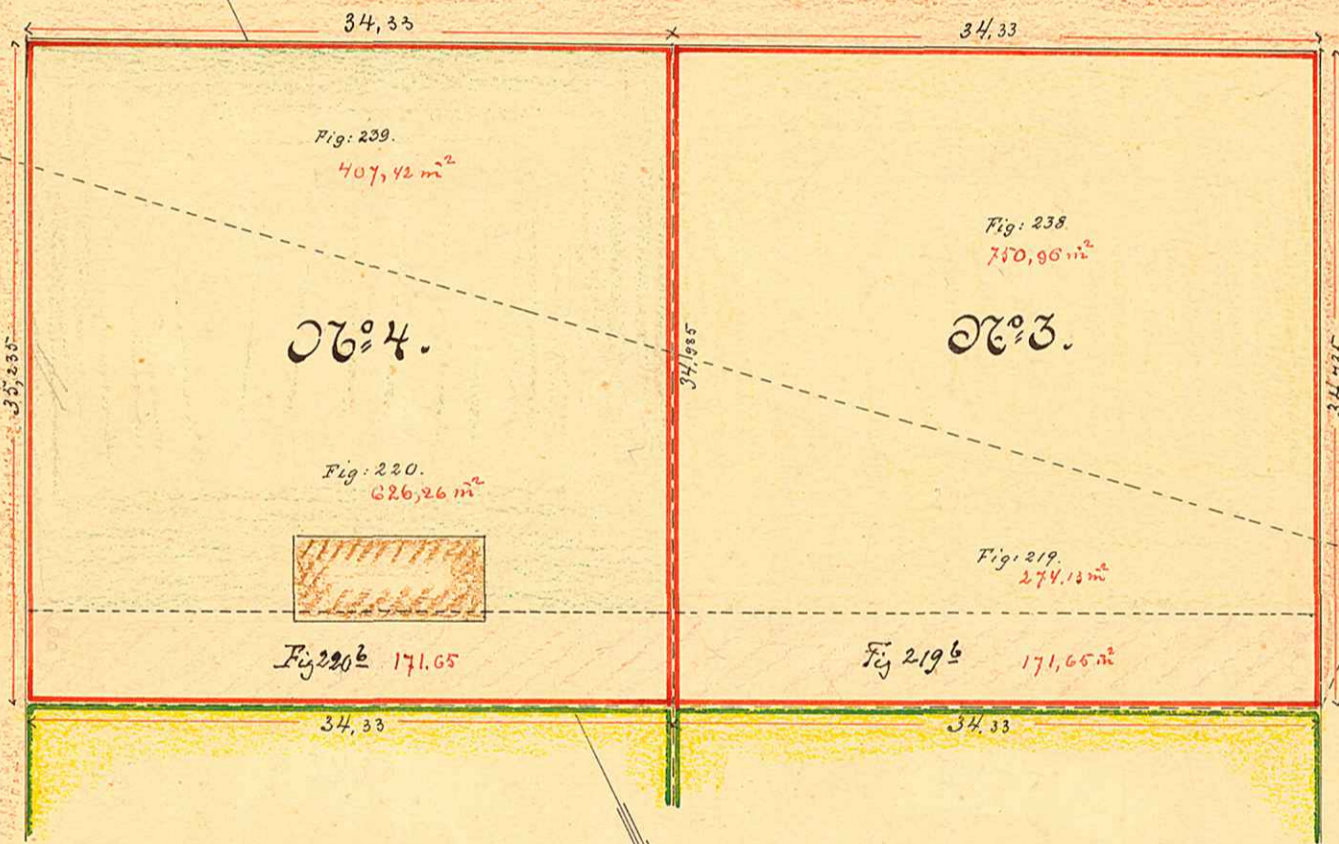 34,33
34,33
Fig: 239.
407,42 m²
Fig: 238.
750,96 m²
No: 4.
No: 3.
35,235
34,985
Fig: 220.
626,26 m²
Fig: 219.
274,13 m²
Fig 220 b 171,65
Fig 219 b 171,65 m²
34,33
34,33